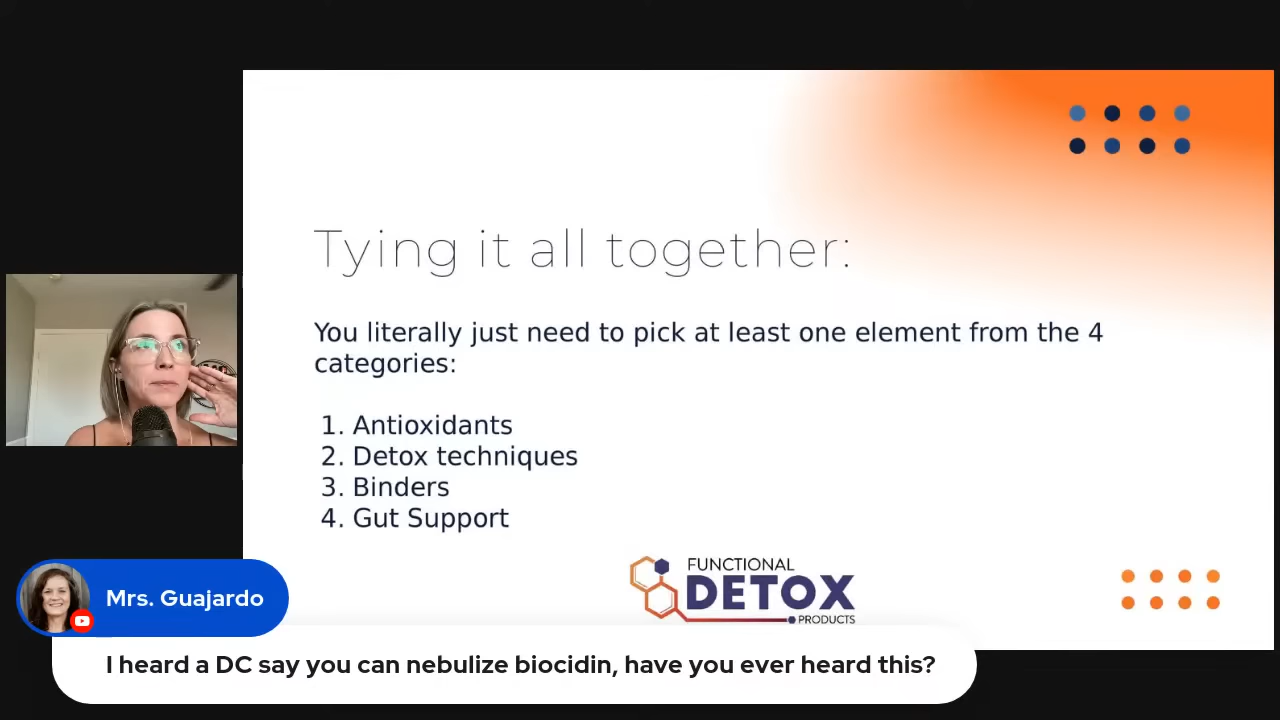 Tying it all together:
You literally just need to pick at least one element from the 4
categories:
1. Antioxidants
2. Detox techniques
3. Binders
4. Gut Support
FUNCTIONAL
DETOX
PRODUCTS
Mrs. Guajardo
I heard a DC say you can nebulize biocidin, have you ever heard this?